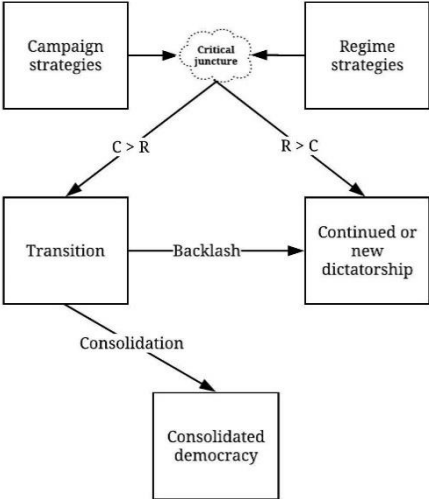 Campaign
strategies
Critical
juncture
Regime
strategies
C > R
R > C
Transition
Backlash
Continued or
new
dictatorship
Consolidation
Consolidated
democracy